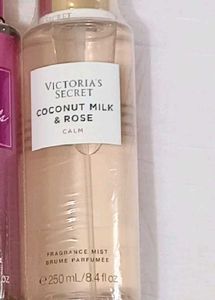 VICTORIA'S
SECRET
COCONUT MILK
& ROSE
CALM
FRAGRANCE MIST
BRUME PARFUMÉE
℮ 250 mL/8.4 fl oz